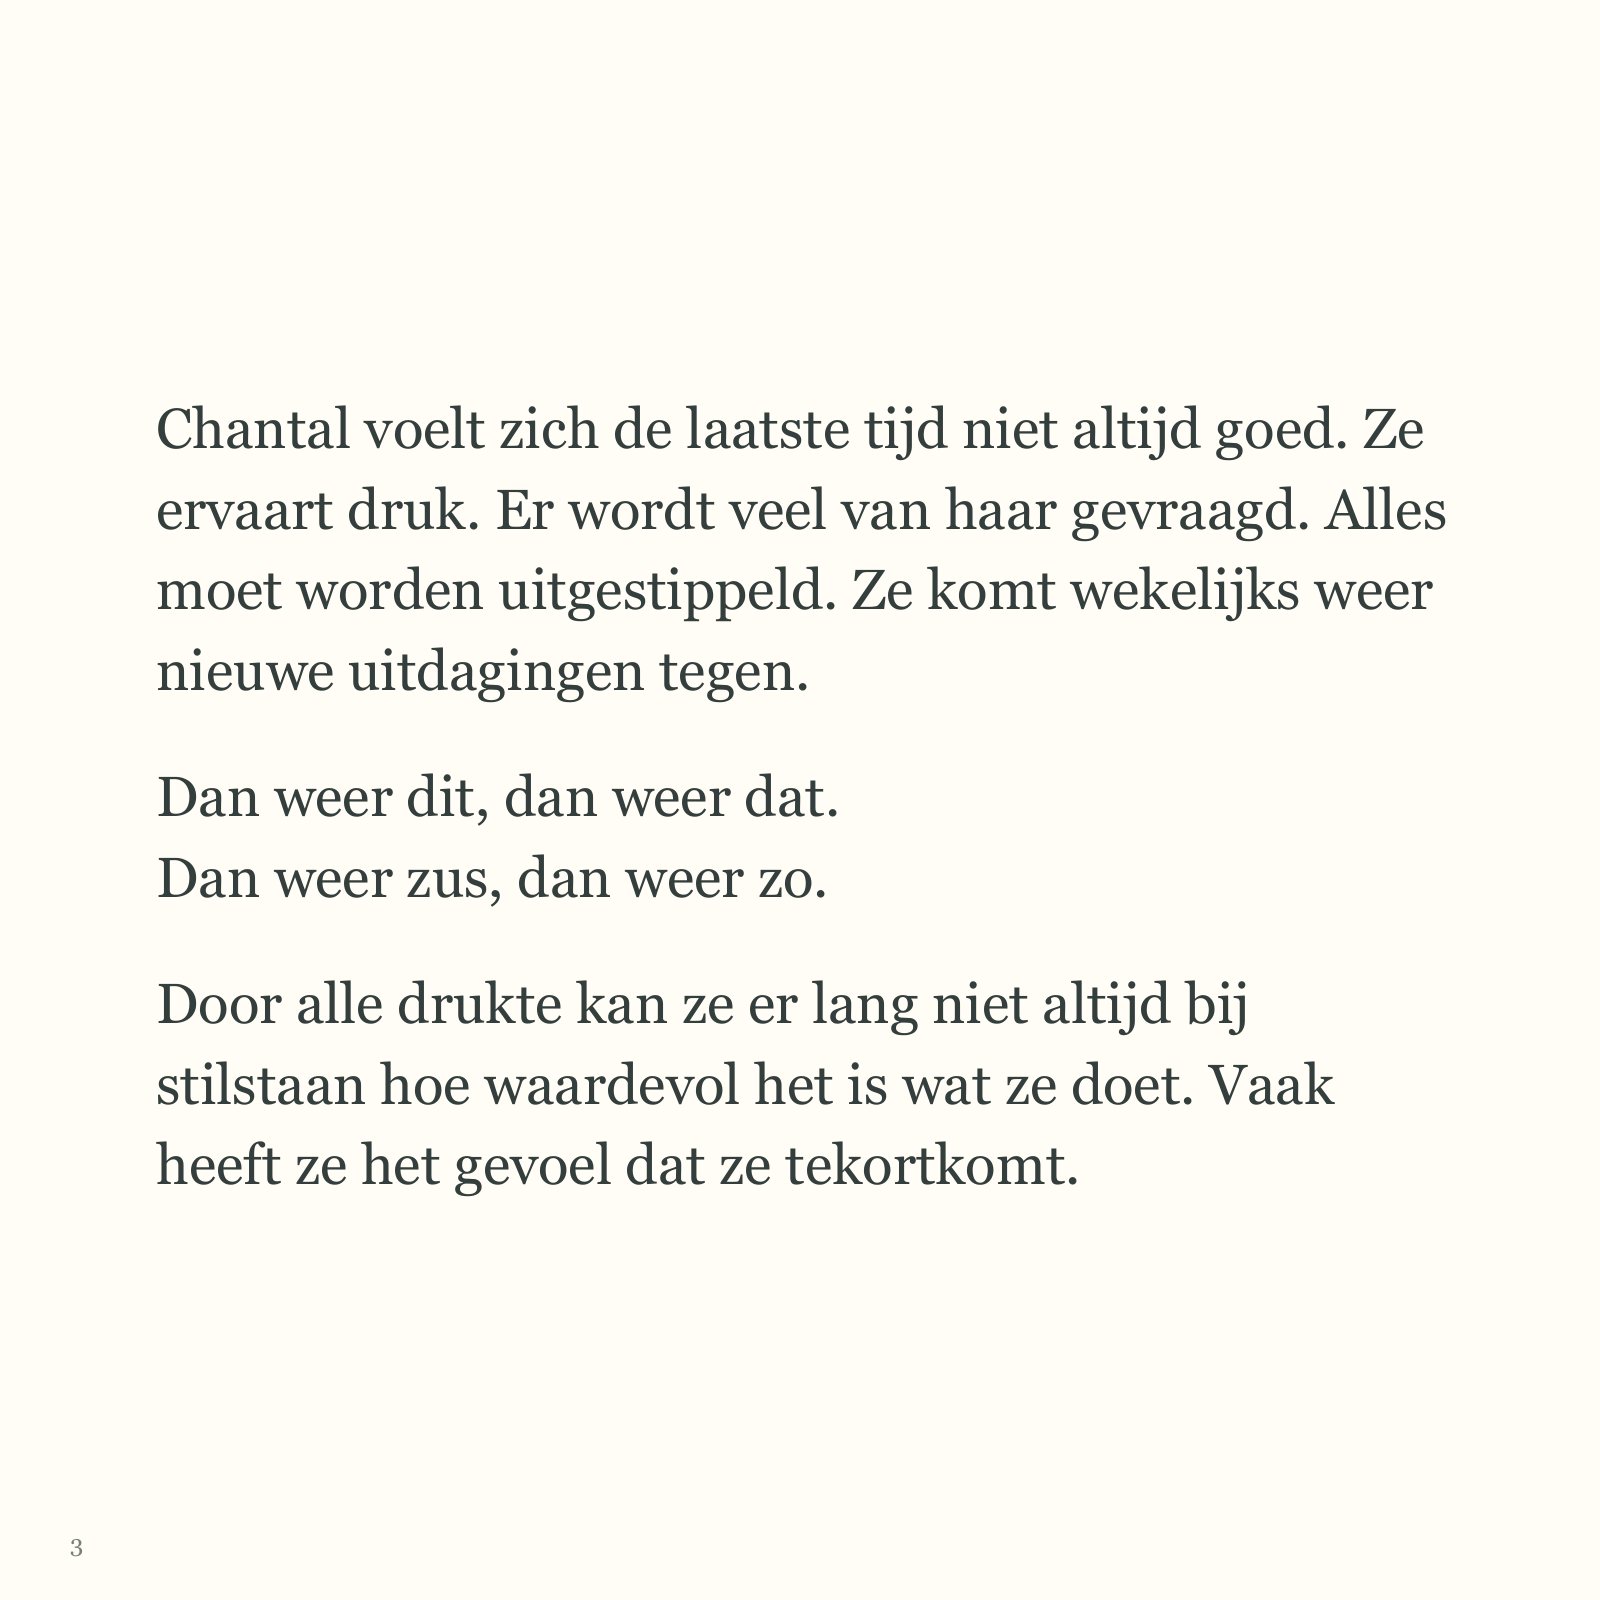 Chantal voelt zich de laatste tijd niet altijd goed. Ze
ervaart druk. Er wordt veel van haar gevraagd. Alles
moet worden uitgestippeld. Ze komt wekelijks weer
nieuwe uitdagingen tegen.
Dan weer dit, dan weer dat.
Dan weer zus, dan weer zo.
Door alle drukte kan ze er lang niet altijd bij
stilstaan hoe waardevol het is wat ze doet. Vaak
heeft ze het gevoel dat ze tekortkomt.
3